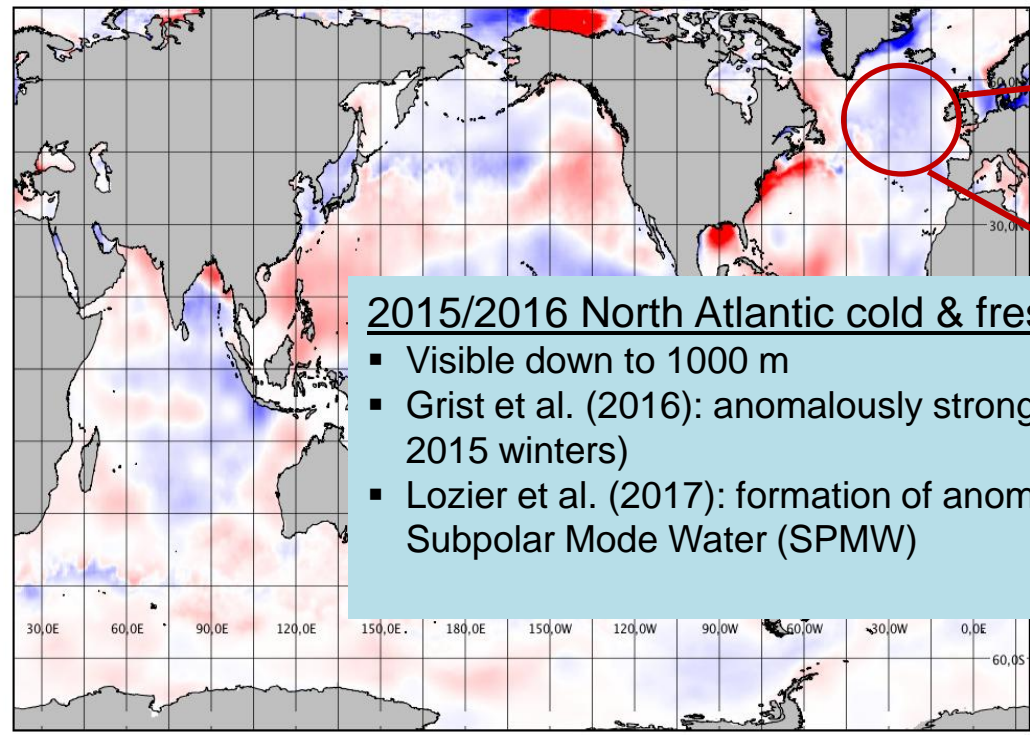 60,0N
30,0N
2015/2016 North Atlantic cold & fres
▪ Visible down to 1000 m
▪ Grist et al. (2016): anomalously strong
2015 winters)
▪ Lozier et al. (2017): formation of anom
Subpolar Mode Water (SPMW)
30,0E 60,0E 90,0E 120,0E 150,0E 180,0E 150,0W 120,0W 90,0W 60,0W 30,0W 0,0E
60,0S